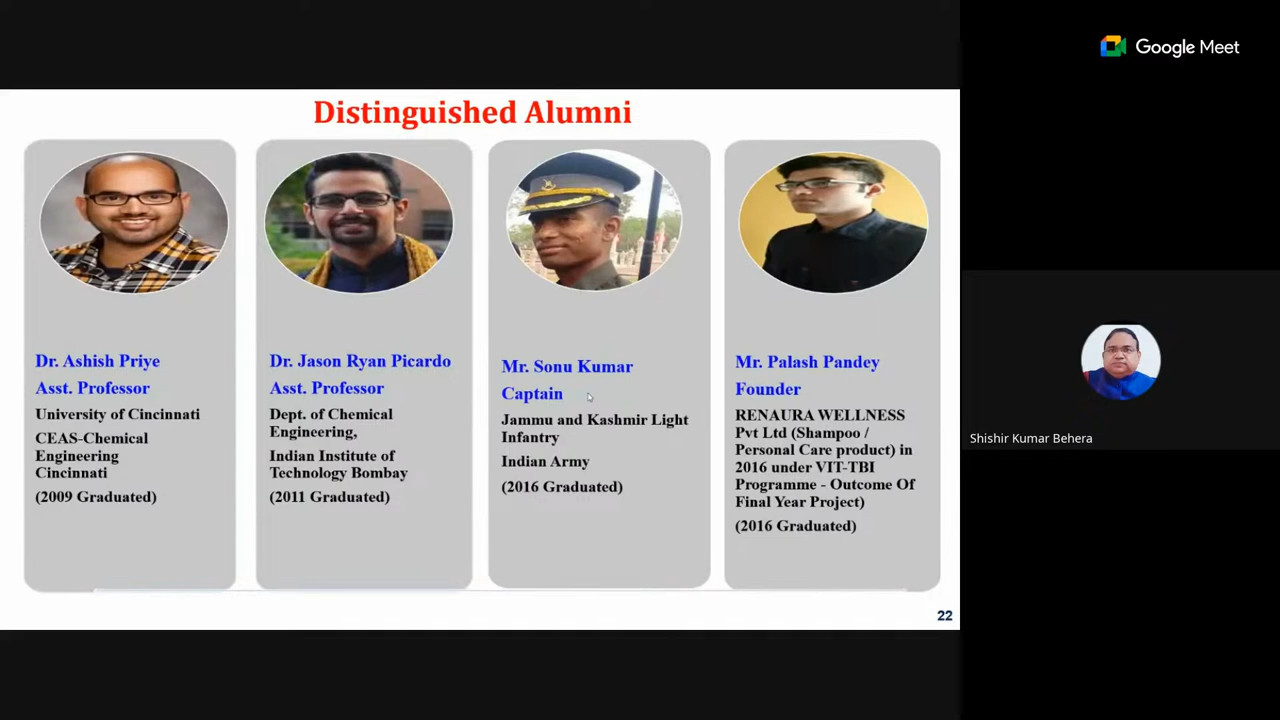 Google Meet
Distinguished Alumni
Dr. Ashish Priye
Asst. Professor
University of Cincinnati
CEAS-Chemical
Engineering
Cincinnati
(2009 Graduated)
Dr. Jason Ryan Picardo
Asst. Professor
Dept. of Chemical
Engineering,
Indian Institute of
Technology Bombay
(2011 Graduated)
Mr. Sonu Kumar
Captain
Jammu and Kashmir Light
Infantry
Indian Army
(2016 Graduated)
Mr. Palash Pandey
Founder
RENAURA WELLNESS
Pvt Ltd (Shampoo /
Personal Care product) in
2016 under VIT-TBI
Programme - Outcome Of
Final Year Project)
(2016 Graduated)
Shishir Kumar Behera
22